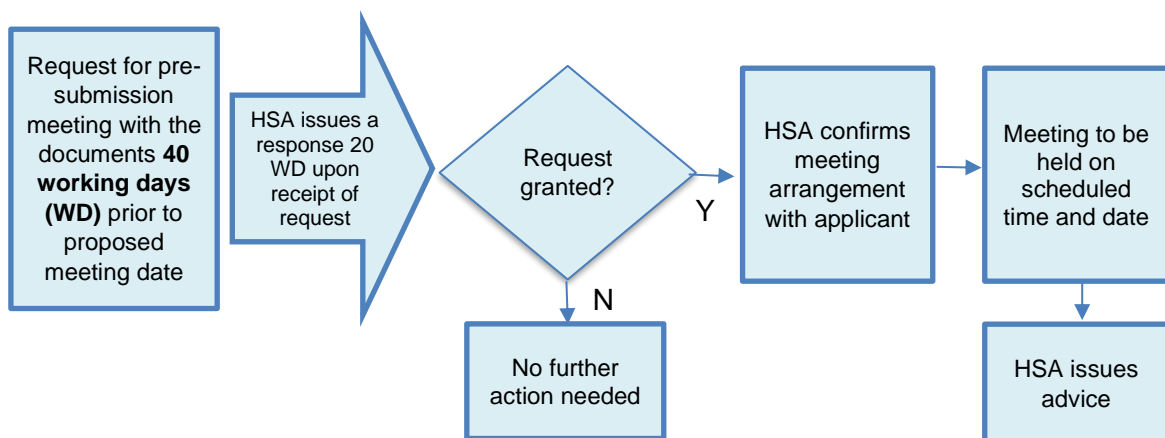 Request for pre-
submission
meeting with the
documents 40
working days
(WD) prior to
proposed
meeting date
HSA issues a
response 20
WD upon
receipt of
request
Request
granted?
Y
N
No further
action needed
HSA confirms
meeting
arrangement
with applicant
Meeting to be
held on
scheduled
time and date
HSA issues
advice